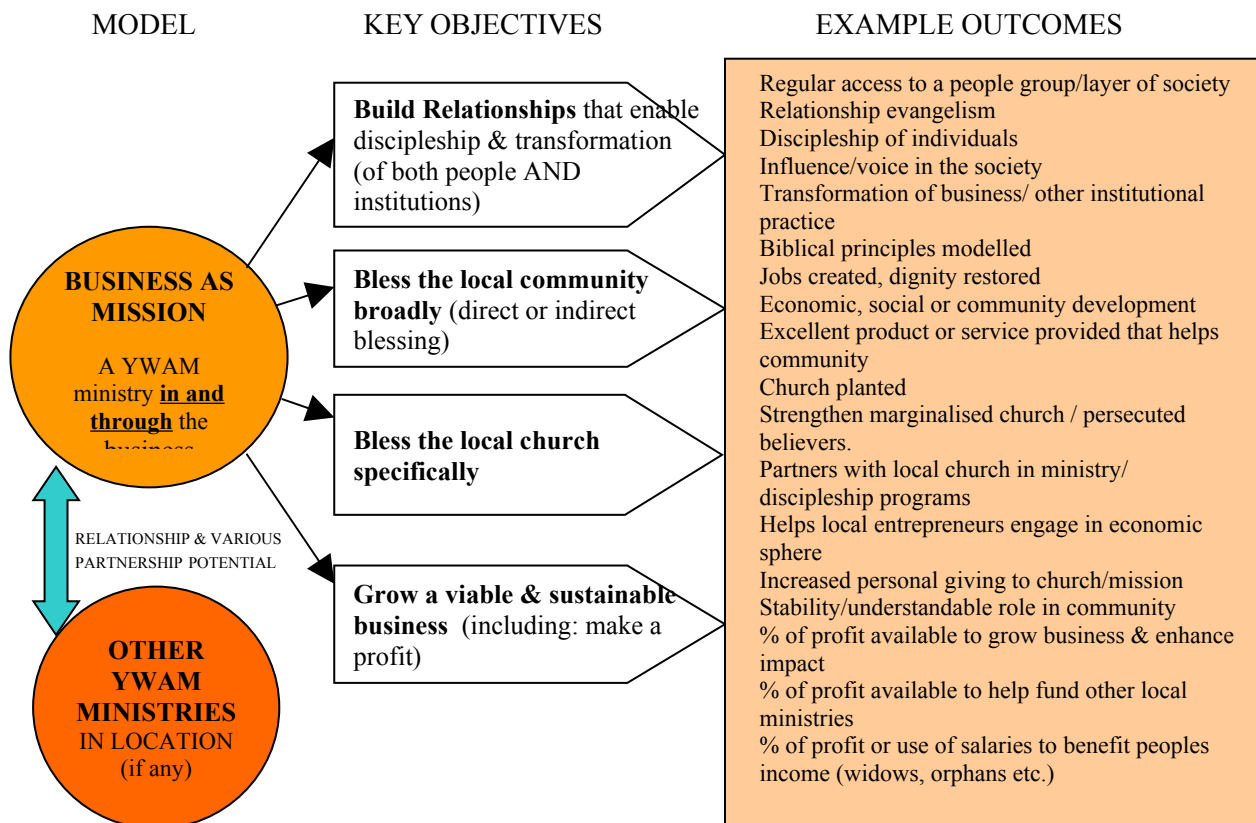 MODEL
KEY OBJECTIVES
EXAMPLE OUTCOMES
BUSINESS AS
MISSION
A YWAM
ministry in and
through the
business
RELATIONSHIP & VARIOUS
PARTNERSHIP POTENTIAL
OTHER
YWAM
MINISTRIES
IN LOCATION
(if any)
Build Relationships that enable
discipleship & transformation
(of both people AND
institutions)
Bless the local community
broadly (direct or indirect
blessing)
Bless the local church
specifically
Grow a viable & sustainable
business (including: make a
profit)
Regular access to a people group/layer of society
Relationship evangelism
Discipleship of individuals
Influence/voice in the society
Transformation of business/ other institutional
practice
Biblical principles modelled
Jobs created, dignity restored
Economic, social or community development
Excellent product or service provided that helps
community
Church planted
Strengthen marginalised church / persecuted
believers.
Partners with local church in ministry/
discipleship programs
Helps local entrepreneurs engage in economic
sphere
Increased personal giving to church/mission
Stability/understandable role in community
% of profit available to grow business & enhance
impact
% of profit available to help fund other local
ministries
% of profit or use of salaries to benefit peoples
income (widows, orphans etc.)